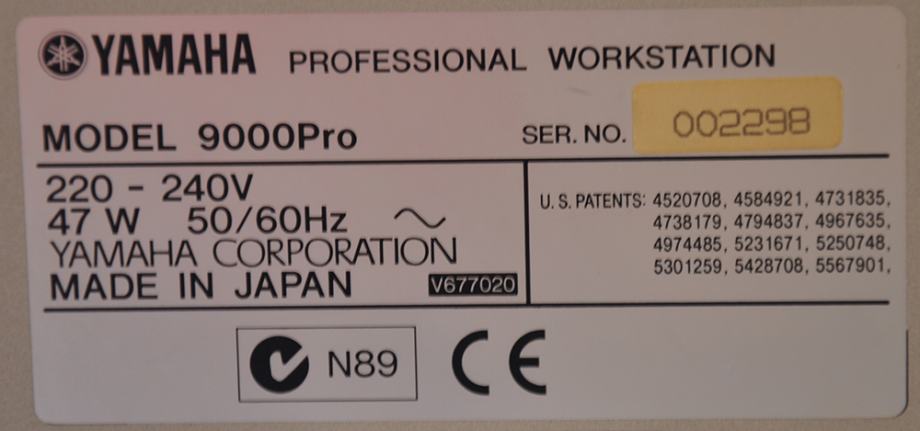 YAMAHA PROFESSIONAL WORKSTATION
MODEL 9000Pro SER. NO. 002298
220 - 240V
47 W 50/60Hz ~
YAMAHA CORPORATION
MADE IN JAPAN V677020
U.S. PATENTS: 4520708, 4584921, 4731835,
4738179, 4794837, 4967635,
4974485, 5231671, 5250748,
5301259, 5428708, 5567901,
N89 CE